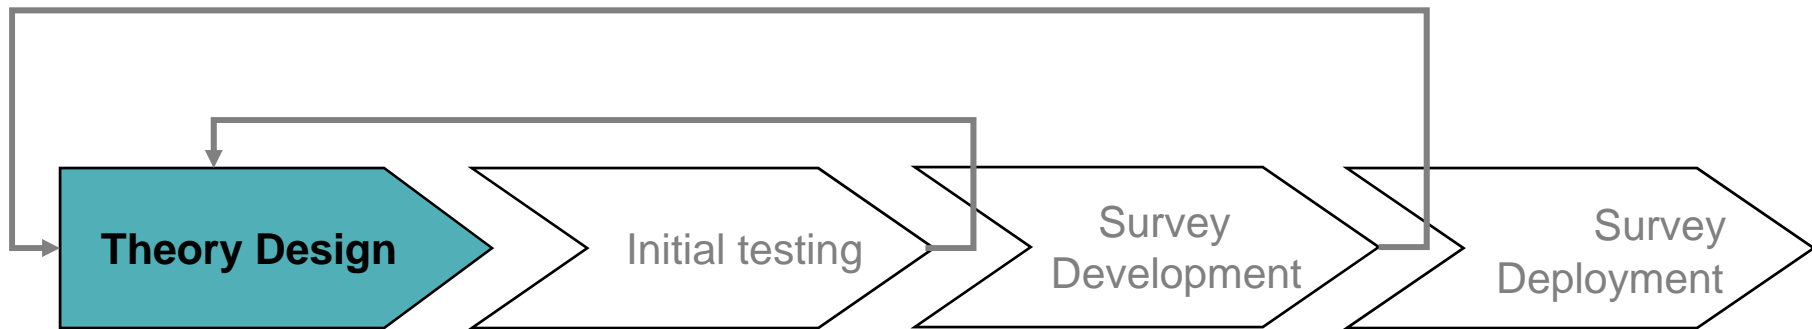 Theory Design
Initial testing
Survey
Development
Survey
Deployment